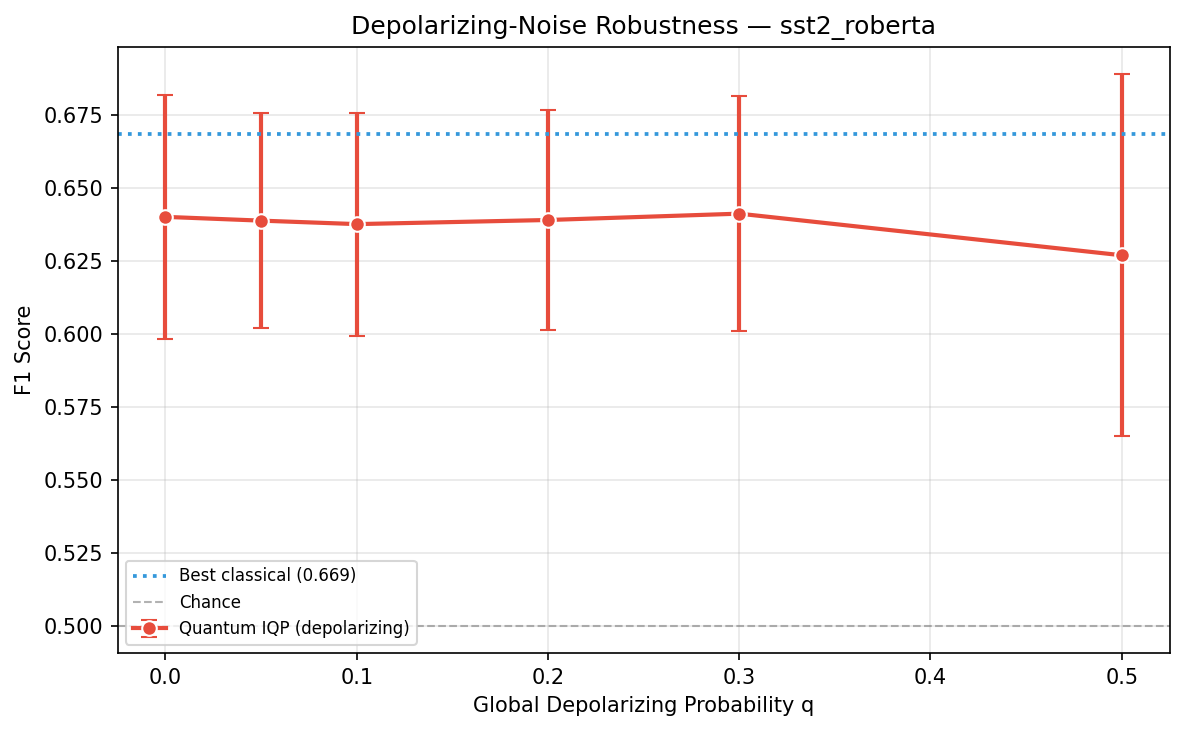 Depolarizing-Noise Robustness — sst2_roberta
F1 Score
0.675
0.650
0.625
0.600
0.575
0.550
0.525
0.500
Best classical (0.669)
Chance
Quantum IQP (depolarizing)
0.0 0.1 0.2 0.3 0.4 0.5
Global Depolarizing Probability q